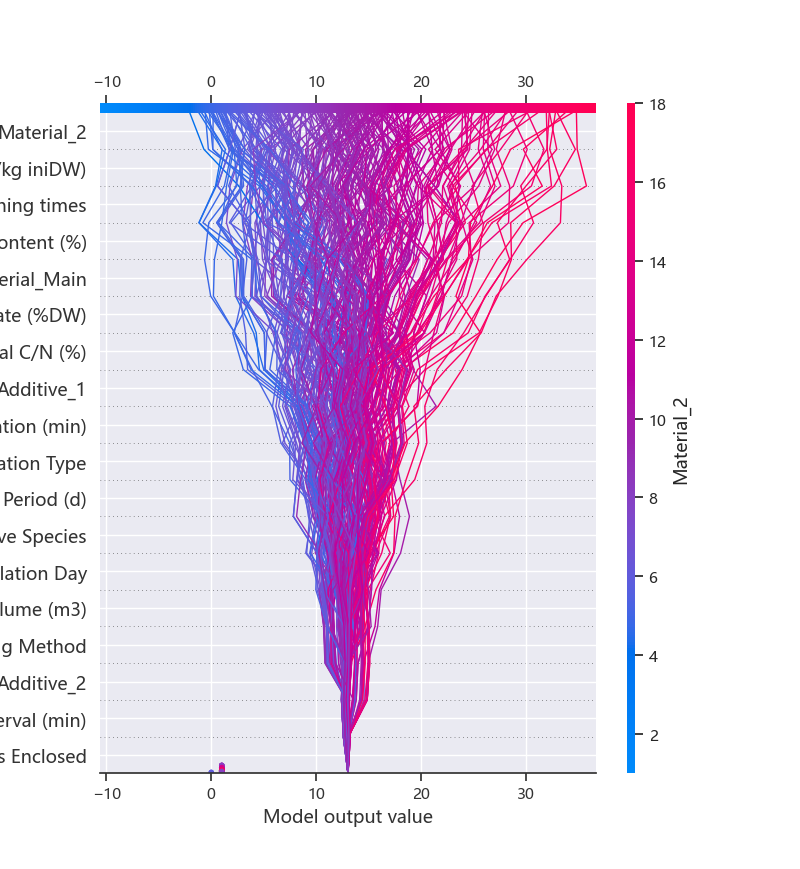 −10 0 10 20 30
Material_2
/kg iniDW)
ning times
ontent (%)
erial_Main
ate (%DW)
al C/N (%)
Additive_1
ation (min)
ation Type
Period (d)
ve Species
lation Day
lume (m3)
g Method
Additive_2
erval (min)
s Enclosed
−10 0 10 20 30
Model output value
18
16
14
12
10
8
6
4
2
Material_2